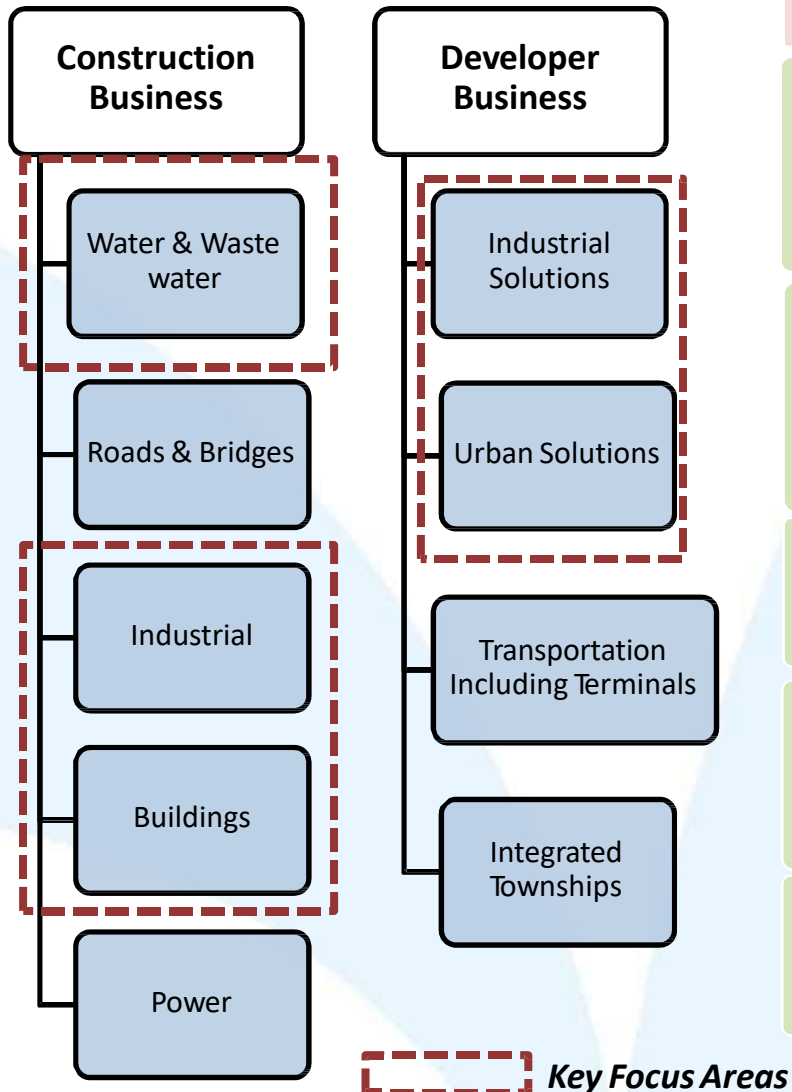 Construction
Business
Water & Waste
water
Roads & Bridges
Industrial
Buildings
Power
Developer
Business
Industrial
Solutions
Urban Solutions
Transportation
Including Terminals
Integrated
Townships
Key Focus Areas